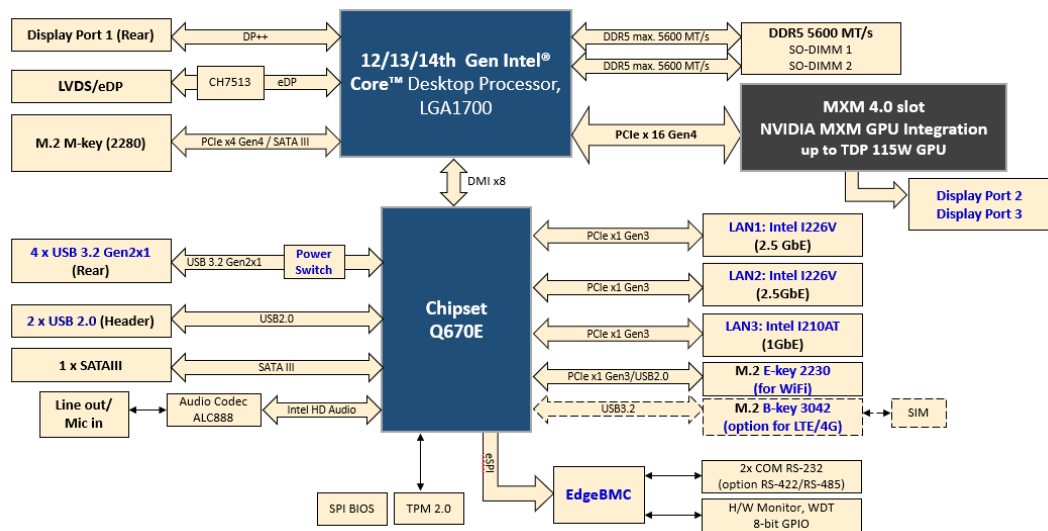 Display Port 1 (Rear)
DP++
12/13/14th  Gen Intel®
Core™ Desktop Processor,
LGA1700
DDR5 max. 5600 MT/s
DDR5 max. 5600 MT/s
DDR5 5600 MT/s
SO-DIMM 1
SO-DIMM 2
LVDS/eDP
CH7513
eDP
M.2 M-key (2280)
PCIe x4 Gen4 / SATA III
PCIe x 16 Gen4
MXM 4.0 slot
NVIDIA MXM GPU Integration
up to TDP 115W GPU
DMI x8
Display Port 2
Display Port 3
4 x USB 3.2 Gen2x1
(Rear)
USB 3.2 Gen2x1
Power
Switch
Chipset
Q670E
PCIe x1 Gen3
LAN1: Intel I226V
(2.5 GbE)
PCIe x1 Gen3
LAN2: Intel I226V
(2.5GbE)
2 x USB 2.0 (Header)
USB2.0
PCIe x1 Gen3
LAN3: Intel I210AT
(1GbE)
1 x SATAIII
SATA III
PCIe x1 Gen3/USB2.0
M.2 E-key 2230
(for WiFi)
Line out/
Mic in
Audio Codec
ALC888
Intel HD Audio
USB3.2
M.2 B-key 3042
(option for LTE/4G)
SIM
eSPI
SPI BIOS
TPM 2.0
EdgeBMC
2x COM RS-232
(option RS-422/RS-485)
H/W Monitor, WDT
8-bit GPIO